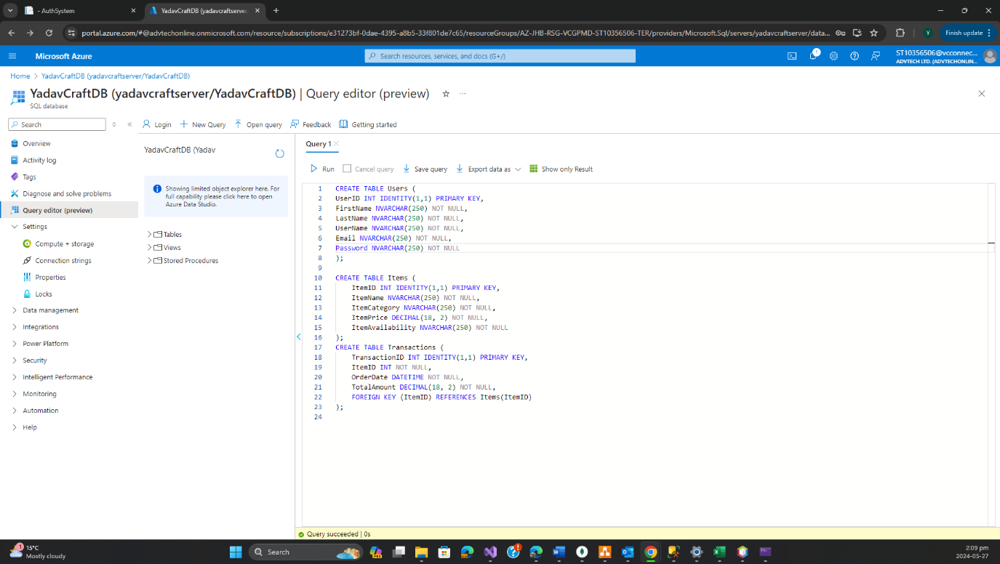 - AuthSystem
YadavCraftDB (yadavcraftserver
portal.azure.com/#@advtechonline.onmicrosoft.com/resource/subscriptions/e31273bf-0dae-4395-a8b5-33f801de7c65/resourceGroups/AZ-JHB-RSG-VCGPMD-ST10356506-TER/providers/Microsoft.Sql/servers/yadavcraftserver/data...
Y
Finish update
Microsoft Azure
Search resources, services, and docs (G+/)
1
ST10356506@vcconnec...
ADVTECH LTD. (ADVTECHONLIN...
Home > YadavCraftDB (yadavcraftserver/YadavCraftDB)
YadavCraftDB (yadavcraftserver/YadavCraftDB) | Query editor (preview)
SQL database
Search
Login
New Query
Open query
Feedback
Getting started
Overview
Activity log
Tags
Diagnose and solve problems
Query editor (preview)
Settings
Compute + storage
Connection strings
Properties
Locks
Data management
Integrations
Power Platform
Security
Intelligent Performance
Monitoring
Automation
Help
YadavCraftDB (Yadav
Showing limited object explorer here. For
full capability please click here to open
Azure Data Studio.
Tables
Views
Stored Procedures
Query 1
Run
Cancel query
Save query
Export data as
Show only Result
1 CREATE TABLE Users (
2 UserID INT IDENTITY(1,1) PRIMARY KEY,
3 FirstName NVARCHAR(250) NOT NULL,
4 LastName NVARCHAR(250) NOT NULL,
5 UserName NVARCHAR(250) NOT NULL,
6 Email NVARCHAR(250) NOT NULL,
7 Password NVARCHAR(250) NOT NULL
8 );
9
10 CREATE TABLE Items (
11 ItemID INT IDENTITY(1,1) PRIMARY KEY,
12 ItemName NVARCHAR(250) NOT NULL,
13 ItemCategory NVARCHAR(250) NOT NULL,
14 ItemPrice DECIMAL(18, 2) NOT NULL,
15 ItemAvailability NVARCHAR(250) NOT NULL
16 );
17 CREATE TABLE Transactions (
18 TransactionID INT IDENTITY(1,1) PRIMARY KEY,
19 ItemID INT NOT NULL,
20 OrderDate DATETIME NOT NULL,
21 TotalAmount DECIMAL(18, 2) NOT NULL,
22 FOREIGN KEY (ItemID) REFERENCES Items(ItemID)
23 );
24
Query succeeded | 0s
1
15°C
Mostly cloudy
Search
2:09 pm
2024-05-27